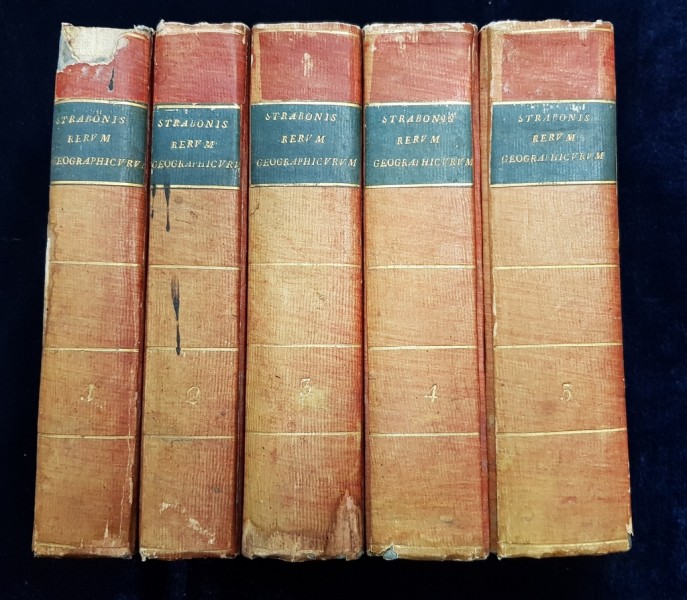 STRABONIS
RERVM
GEOGRAPHICVRVM
1
STRABONIS
RERVM
GEOGRAPHICVRV
2
STRABONIS
RERVM
GEOGRAPHICVRVM
3
STRABONIS
RERVM
GEOGRAPHICVRVM
4
STRABONIS
RERVM
GEOGRAPHICVRVM
5